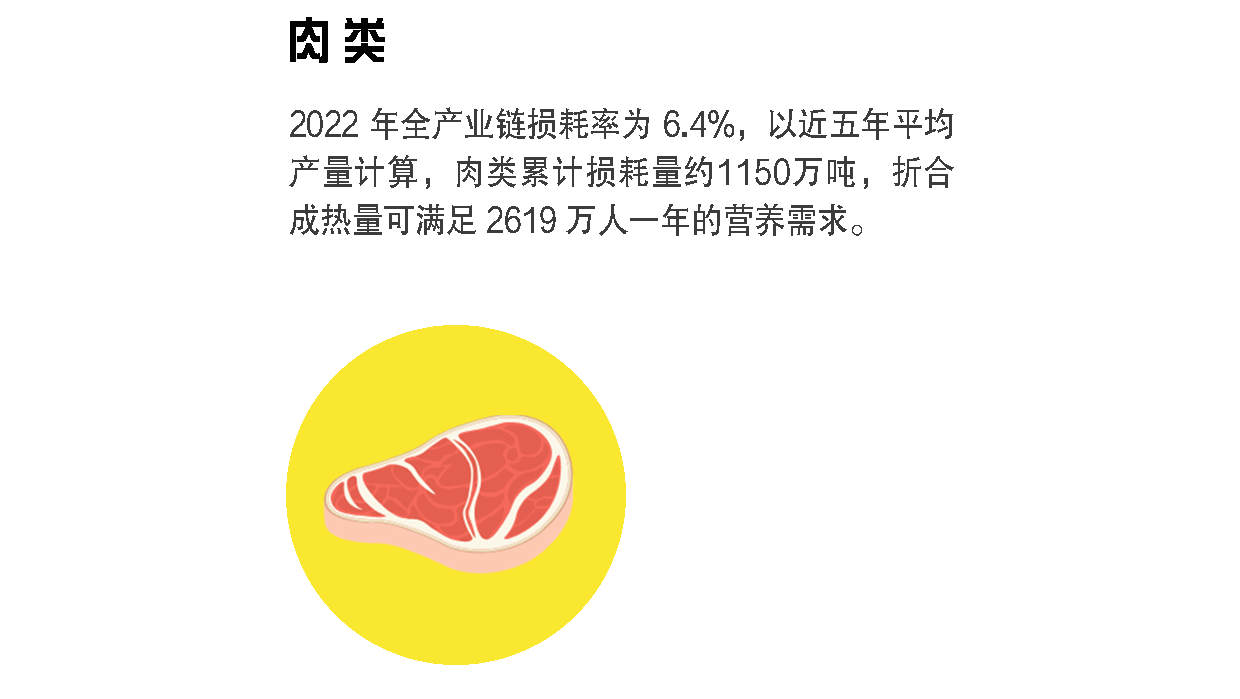 肉类
2022 年全产业链损耗率为 6.4%，以近五年平均
产量计算，肉类累计损耗量约1150万吨，折合
成热量可满足 2619 万人一年的营养需求。